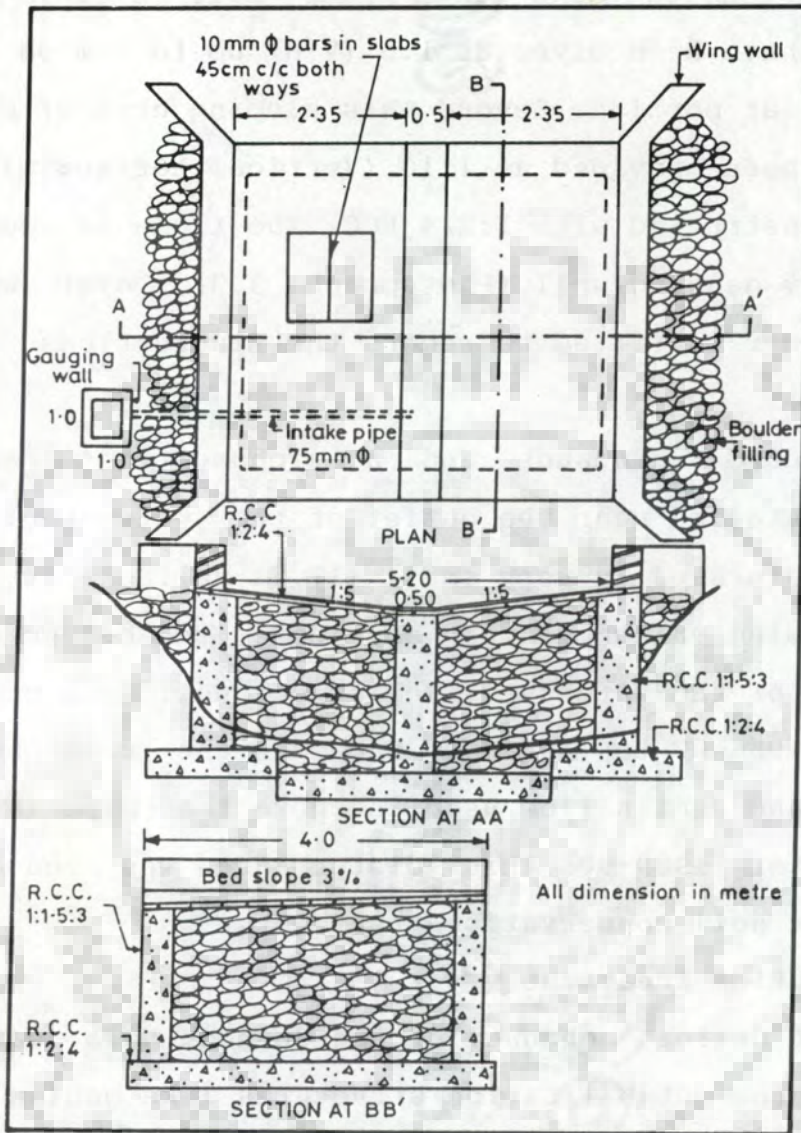 10 mm ϕ bars in slabs
45cm c/c both
ways
B
Wing wall
2·35
0·5
2·35
A
A'
Gauging
wall
1·0
1·0
Intake pipe
75mm ϕ
Boulder
filling
R.C.C
1:2:4
PLAN
B'
5·20
1:5
0·50
1:5
R.C.C. 1:1·5:3
R.C.C. 1:2:4
SECTION AT AA'
4.0
Bed slope 3%
All dimension in metre
R.C.C.
1:1·5:3
R.C.C.
1:2:4
SECTION AT BB'